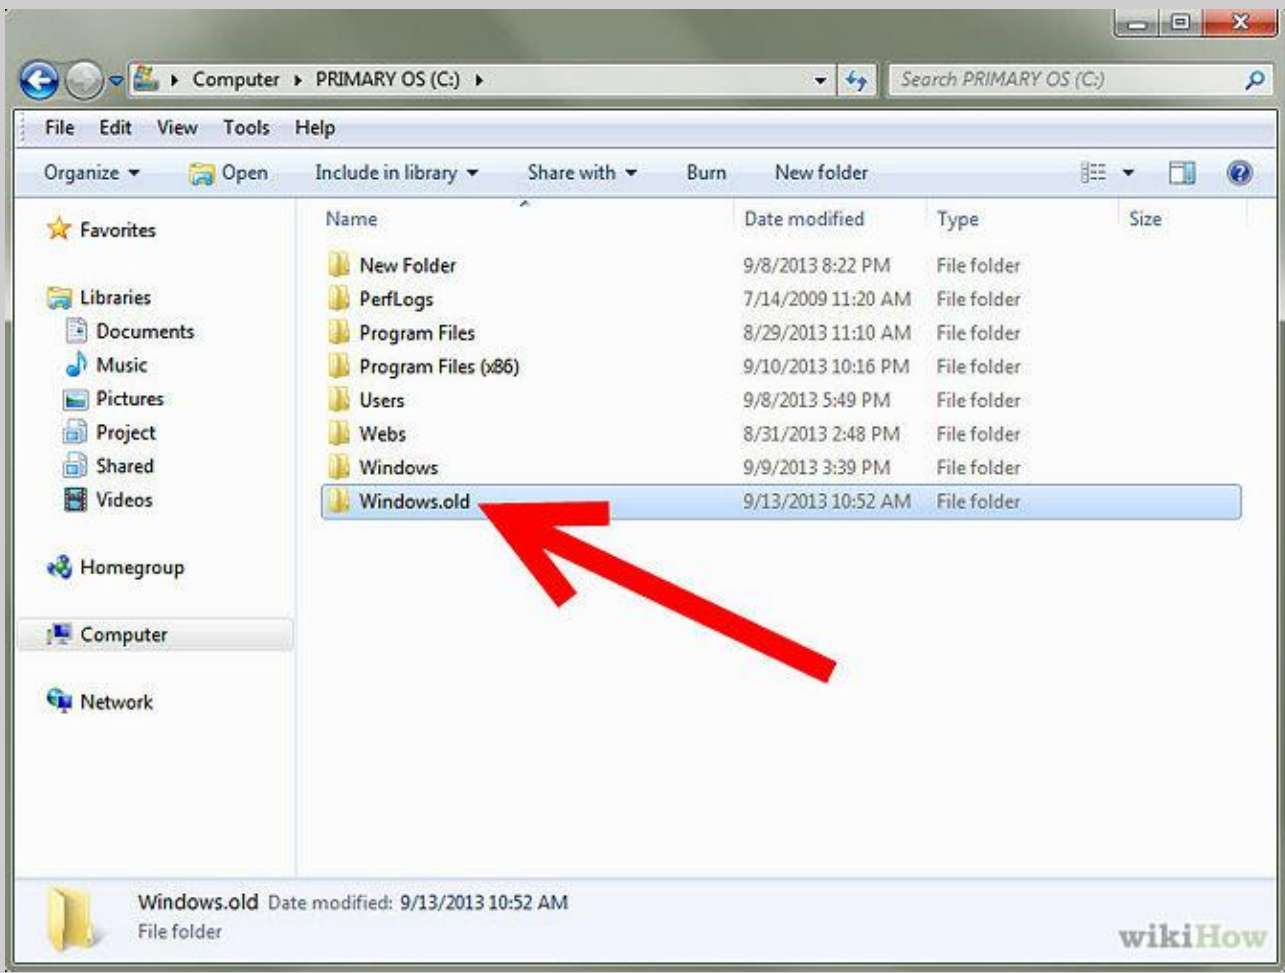 Computer PRIMARY OS (C:) Search PRIMARY OS (C:)
File Edit View Tools Help
Organize Open Include in library Share with Burn New folder
Favorites
Libraries
Documents
Music
Pictures
Project
Shared
Videos
Homegroup
Computer
Network
Name Date modified Type Size
New Folder 9/8/2013 8:22 PM File folder
PerfLogs 7/14/2009 11:20 AM File folder
Program Files 8/29/2013 11:10 AM File folder
Program Files (x86) 9/10/2013 10:16 PM File folder
Users 9/8/2013 5:49 PM File folder
Webs 8/31/2013 2:48 PM File folder
Windows 9/9/2013 3:39 PM File folder
Windows.old 9/13/2013 10:52 AM File folder
Windows.old Date modified: 9/13/2013 10:52 AM
File folder
wikiHow